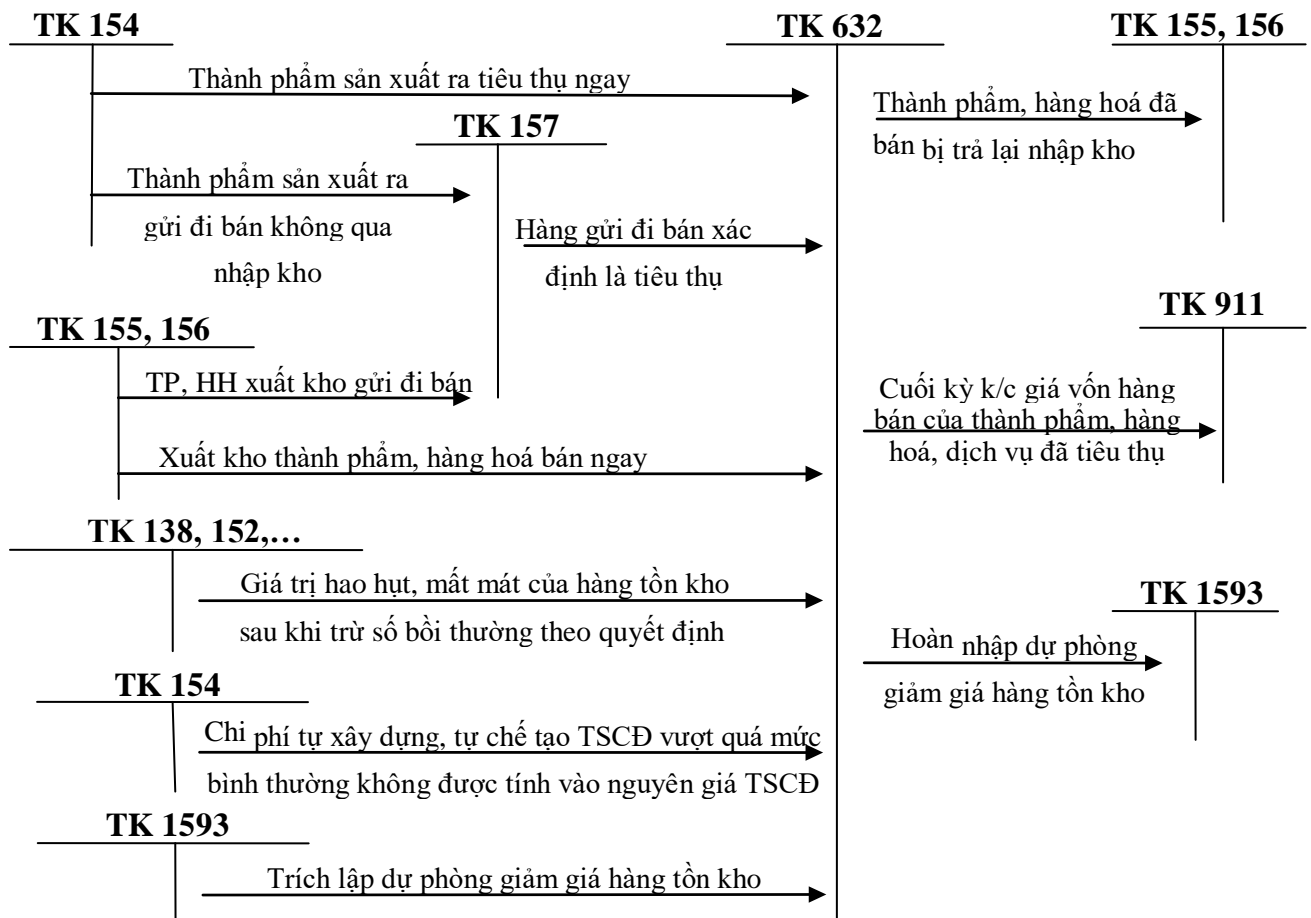 TK 154
TK 632
TK 155, 156
Thành phẩm sản xuất ra tiêu thụ ngay
Thành phẩm, hàng hoá đã
bán bị trả lại nhập kho
TK 157
Thành phẩm sản xuất ra
gửi đi bán không qua
nhập kho
Hàng gửi đi bán xác
định là tiêu thụ
TK 911
TK 155, 156
TP, HH xuất kho gửi đi bán
Cuối kỳ k/c giá vốn hàng
bán của thành phẩm, hàng
hoá, dịch vụ đã tiêu thụ
Xuất kho thành phẩm, hàng hoá bán ngay
TK 138, 152,…
Giá trị hao hụt, mất mát của hàng tồn kho
sau khi trừ số bồi thường theo quyết định
TK 1593
Hoàn nhập dự phòng
giảm giá hàng tồn kho
TK 154
Chi phí tự xây dựng, tự chế tạo TSCĐ vượt quá mức
bình thường không được tính vào nguyên giá TSCĐ
TK 1593
Trích lập dự phòng giảm giá hàng tồn kho